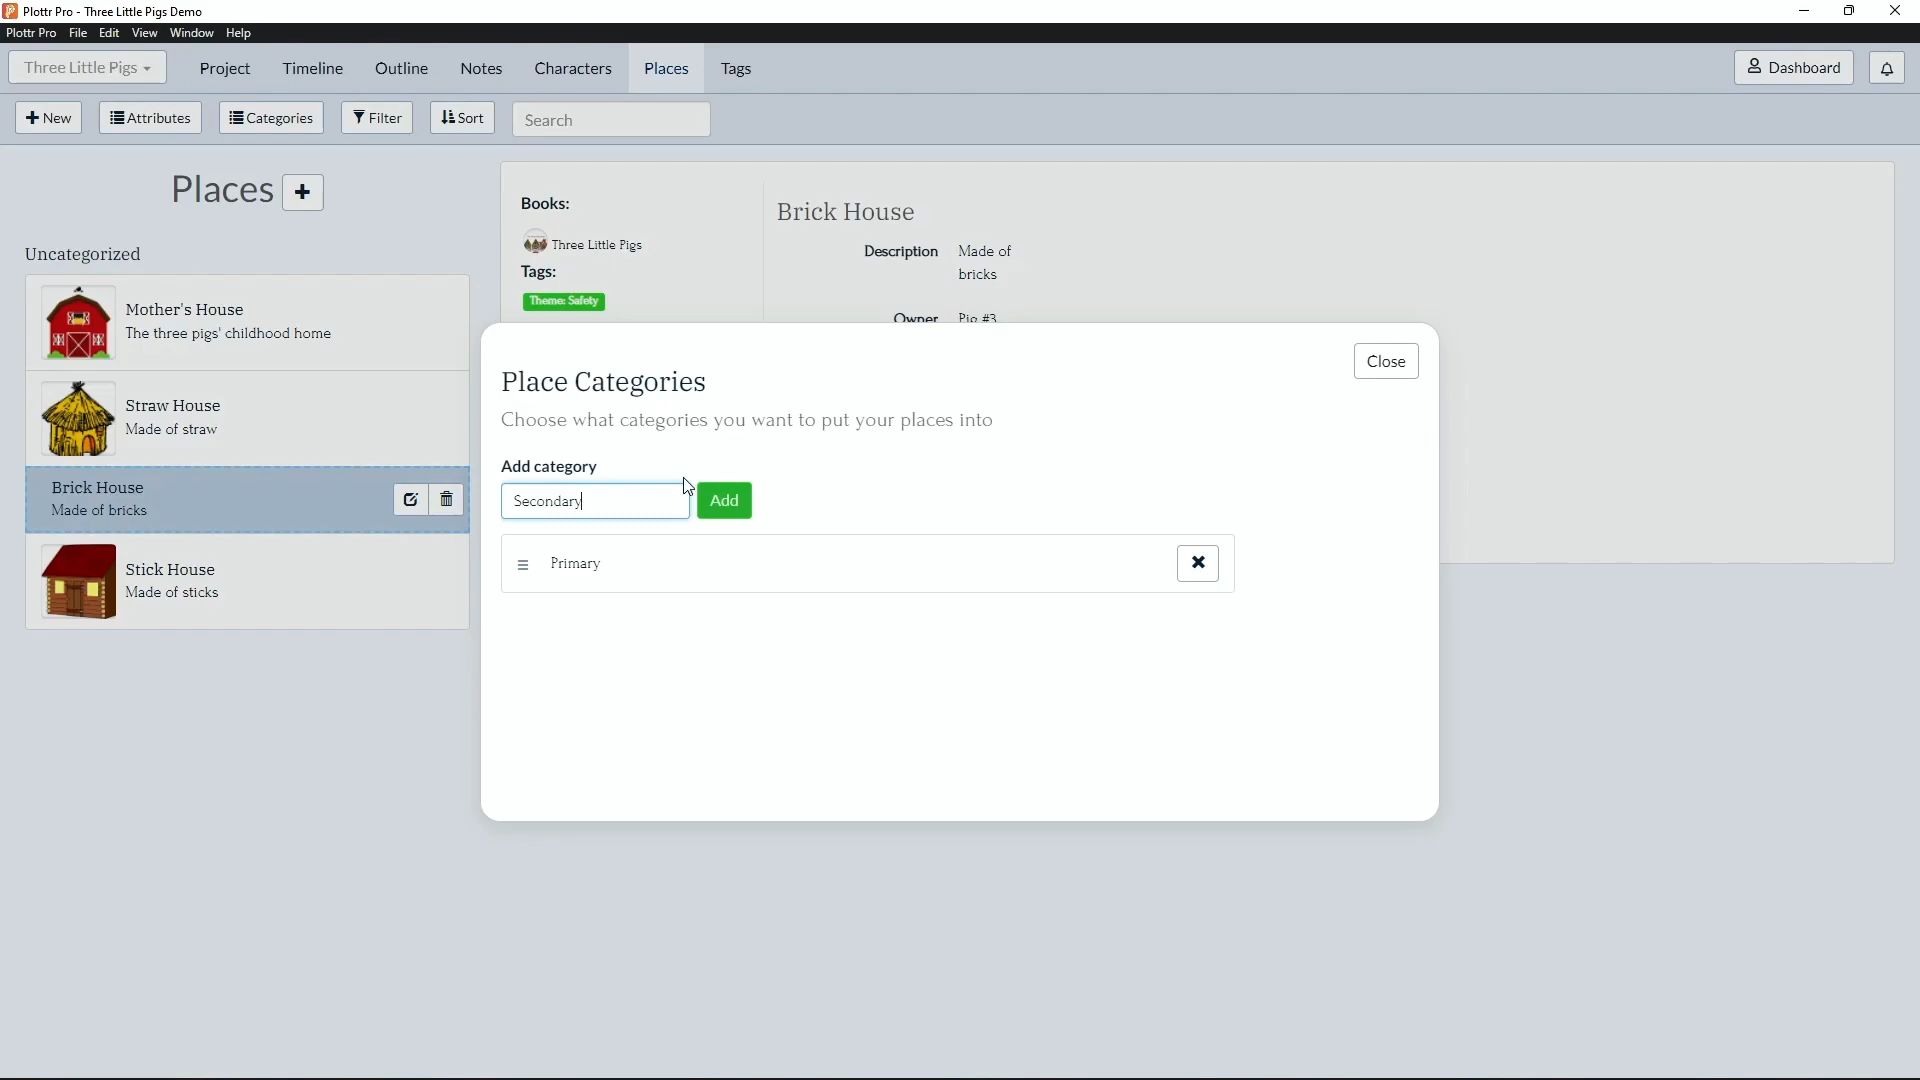 Plottr Pro - Three Little Pigs Demo
Plottr Pro File Edit View Window Help
Three Little Pigs Project Timeline Outline Notes Characters Places Tags Dashboard
New Attributes Categories Filter Sort Search
Places
Uncategorized
Mother's House
The three pigs' childhood home
Straw House
Made of straw
Brick House
Made of bricks
Stick House
Made of sticks
Books:
Three Little Pigs
Tags:
Theme: Safety
Brick House
Description Made of
bricks
Owner Pig #3
Close
Place Categories
Choose what categories you want to put your places into
Add category
Secondary Add
Primary